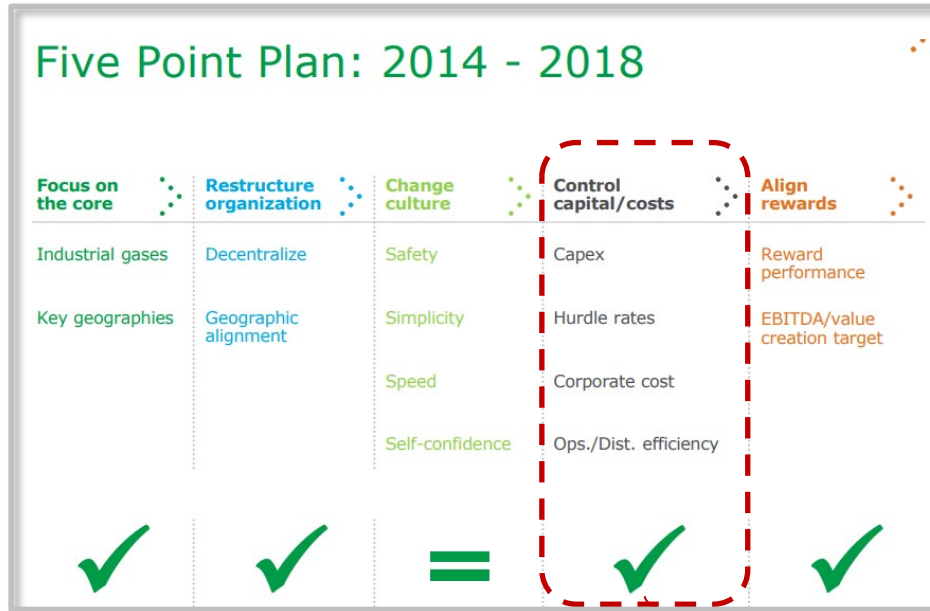 Five Point Plan: 2014 - 2018
Focus on
the core
Restructure
organization
Change
culture
Control
capital/costs
Align
rewards
Industrial gases
Decentralize
Safety
Capex
Reward
performance
Key geographies
Geographic
alignment
Simplicity
Hurdle rates
EBITDA/value
creation target
Speed
Corporate cost
Self-confidence
Ops./Dist. efficiency